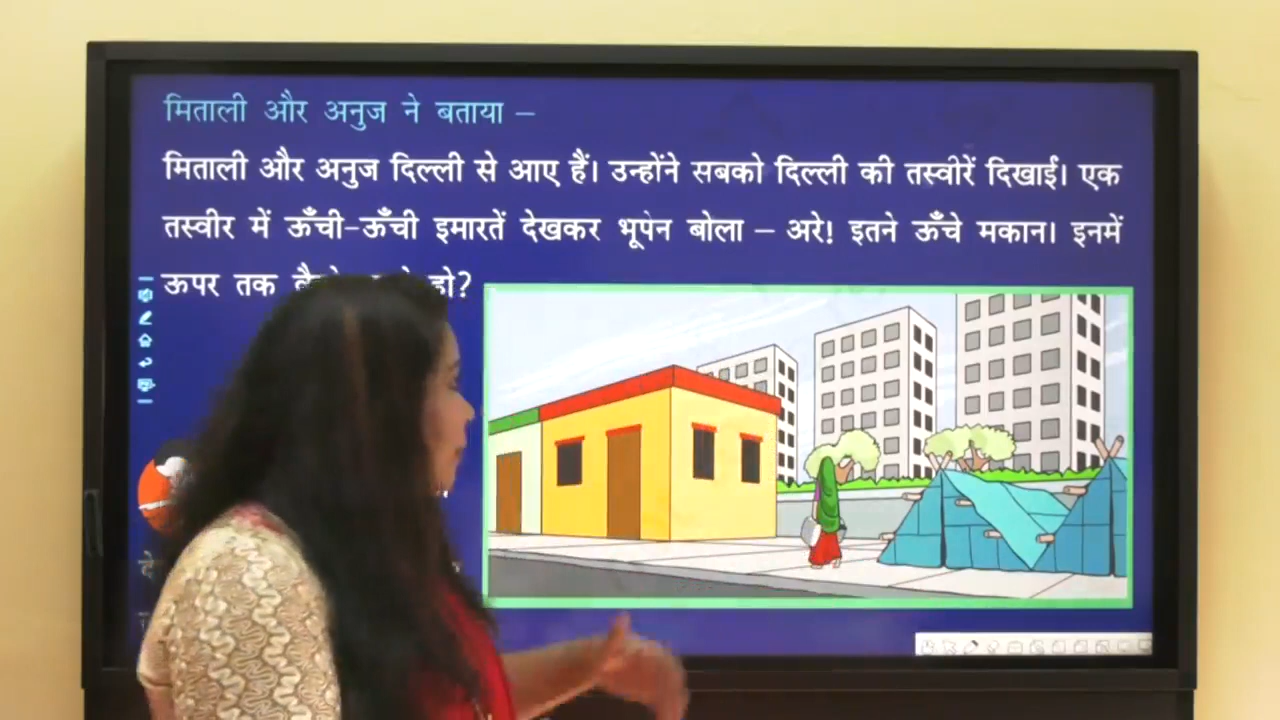 मिताली और अनुज ने बताया –
मिताली और अनुज दिल्ली से आए हैं। उन्होंने सबको दिल्ली की तस्वीरें दिखाईं। एक
तस्वीर में ऊँची-ऊँची इमारतें देखकर भूपेन बोला – अरे! इतने ऊँचे मकान। इनमें
ऊपर तक हो?